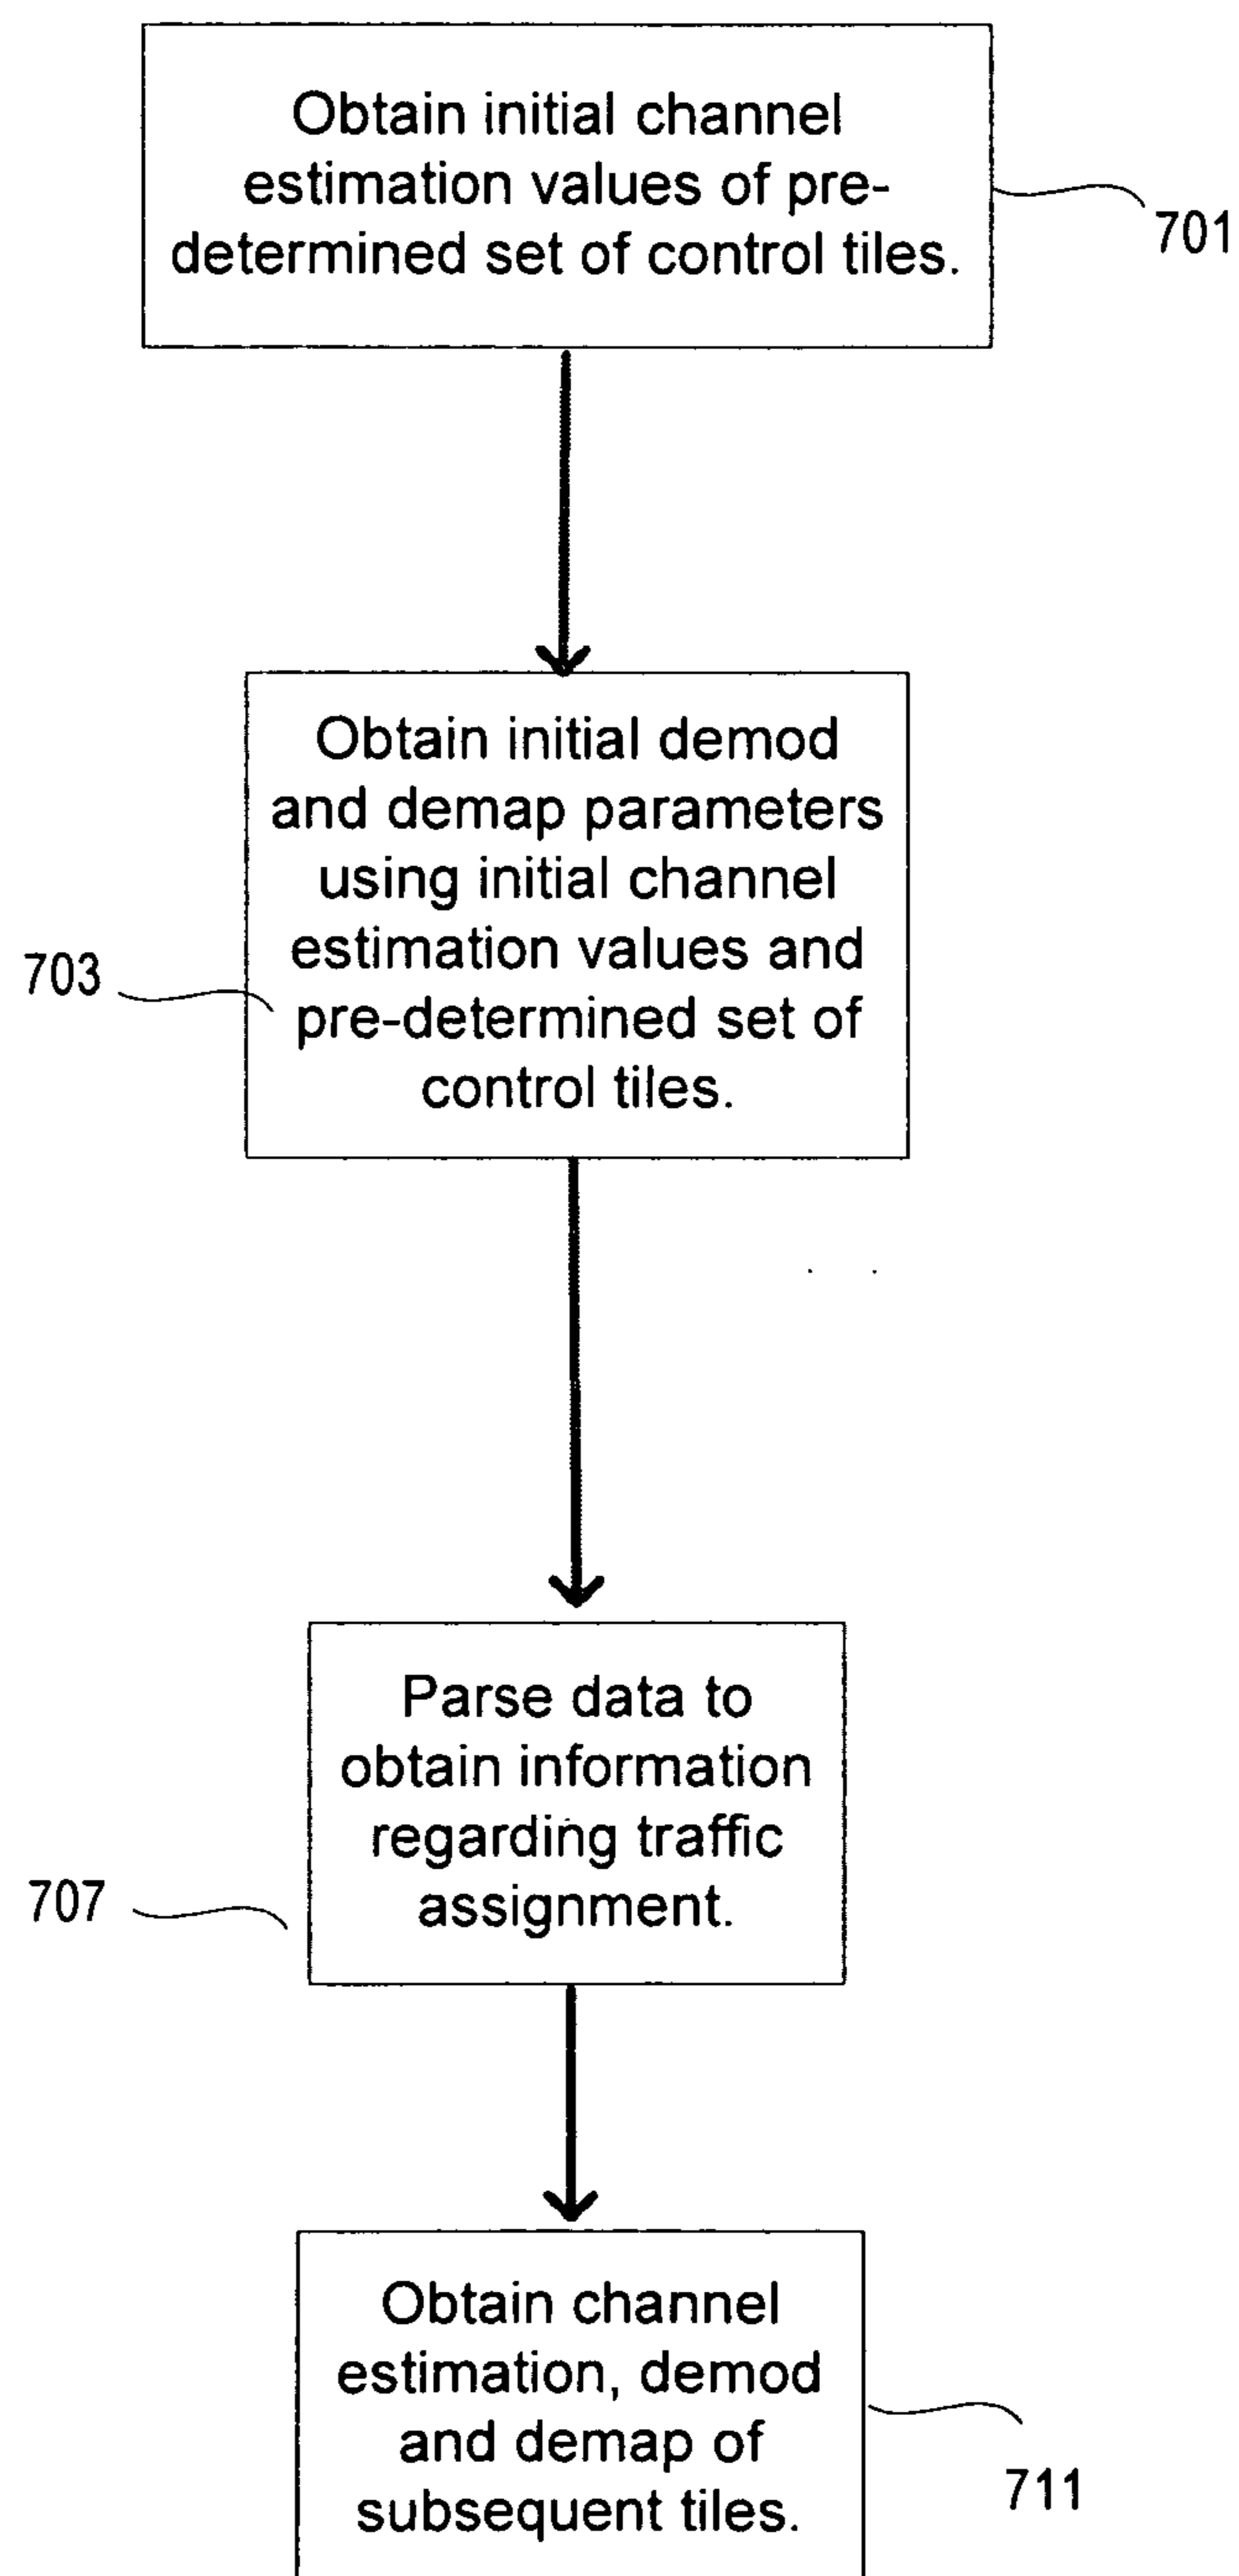 Obtain initial channel
estimation values of pre-
determined set of control tiles.
701
Obtain initial demod
and demap parameters
using initial channel
estimation values and
pre-determined set of
control tiles.
703
Parse data to
obtain information
regarding traffic
assignment.
707
Obtain channel
estimation, demod
and demap of
subsequent tiles.
711